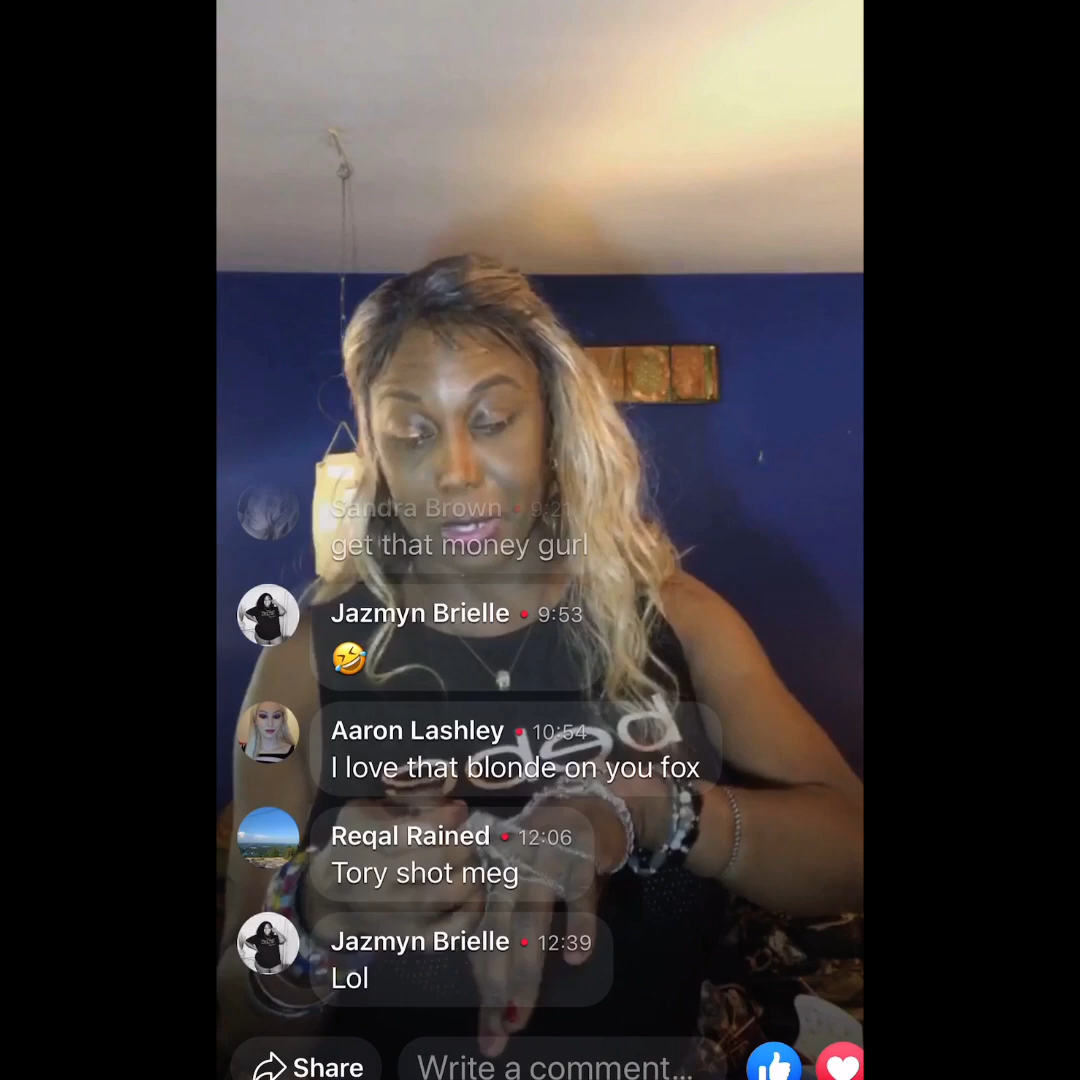 Sandra Brown • 9:21
get that money gurl
Jazmyn Brielle • 9:53
🤣
Aaron Lashley • 10:54
I love that blonde on you fox
Reqal Rained • 12:06
Tory shot meg
Jazmyn Brielle • 12:39
Lol
Share
Write a comment...